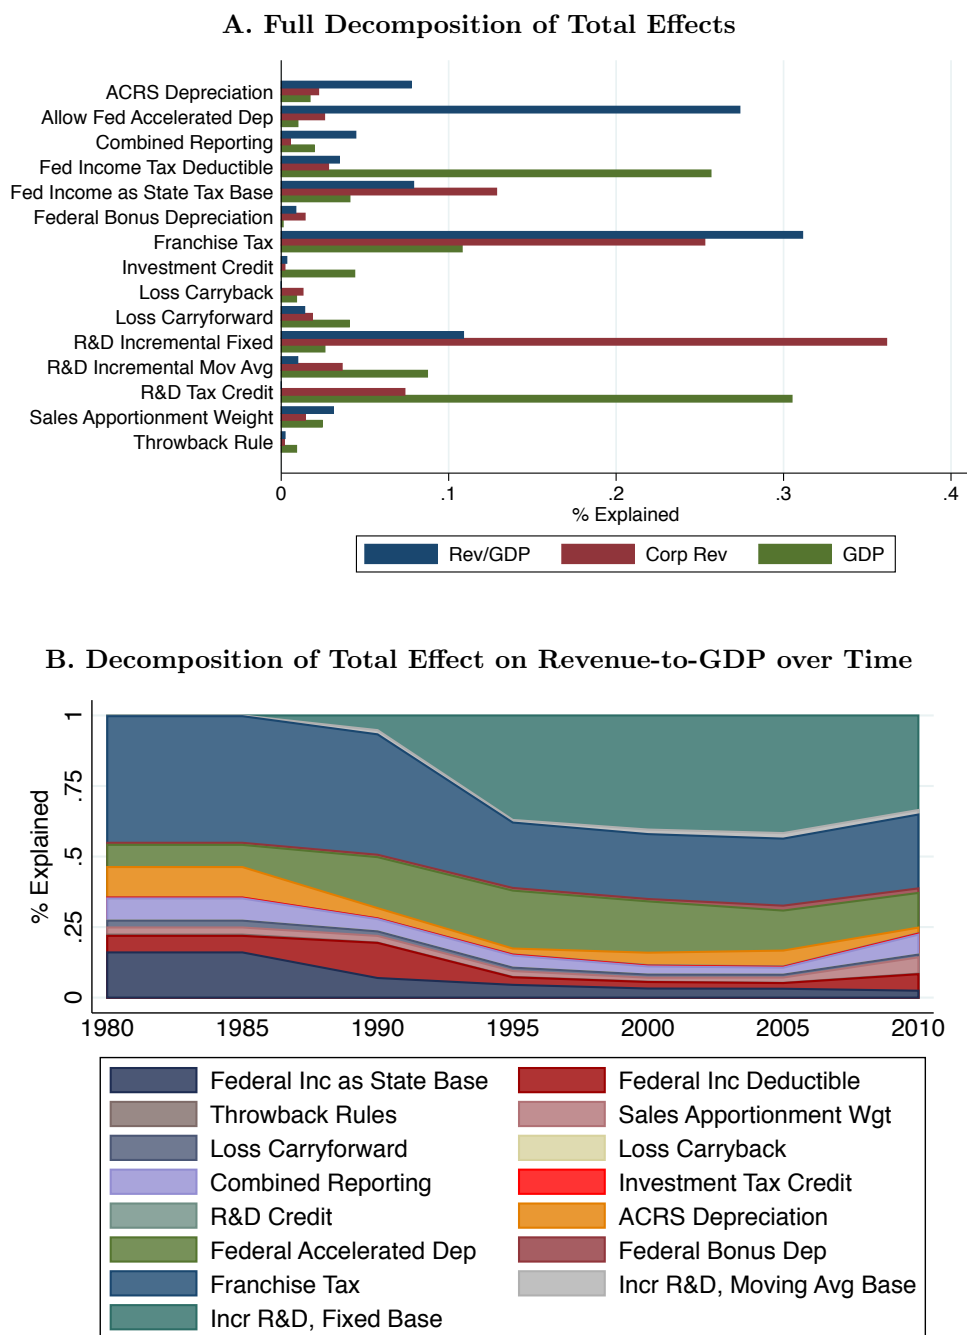 A. Full Decomposition of Total Effects
ACRS Depreciation
Allow Fed Accelerated Dep
Combined Reporting
Fed Income Tax Deductible
Fed Income as State Tax Base
Federal Bonus Depreciation
Franchise Tax
Investment Credit
Loss Carryback
Loss Carryforward
R&D Incremental Fixed
R&D Incremental Mov Avg
R&D Tax Credit
Sales Apportionment Weight
Throwback Rule
0 .1 .2 .3 .4
% Explained
Rev/GDP Corp Rev GDP
B. Decomposition of Total Effect on Revenue-to-GDP over Time
% Explained
1
.75
.5
.25
0
1980 1985 1990 1995 2000 2005 2010
Federal Inc as State Base Federal Inc Deductible
Throwback Rules Sales Apportionment Wgt
Loss Carryforward Loss Carryback
Combined Reporting Investment Tax Credit
R&D Credit ACRS Depreciation
Federal Accelerated Dep Federal Bonus Dep
Franchise Tax Incr R&D, Moving Avg Base
Incr R&D, Fixed Base